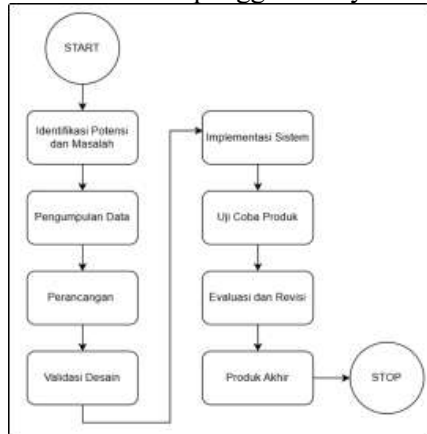 START
Identifikasi Potensi
dan Masalah
Pengumpulan Data
Perancangan
Validasi Desain
Implementasi Sistem
Uji Coba Produk
Evaluasi dan Revisi
Produk Akhir
STOP